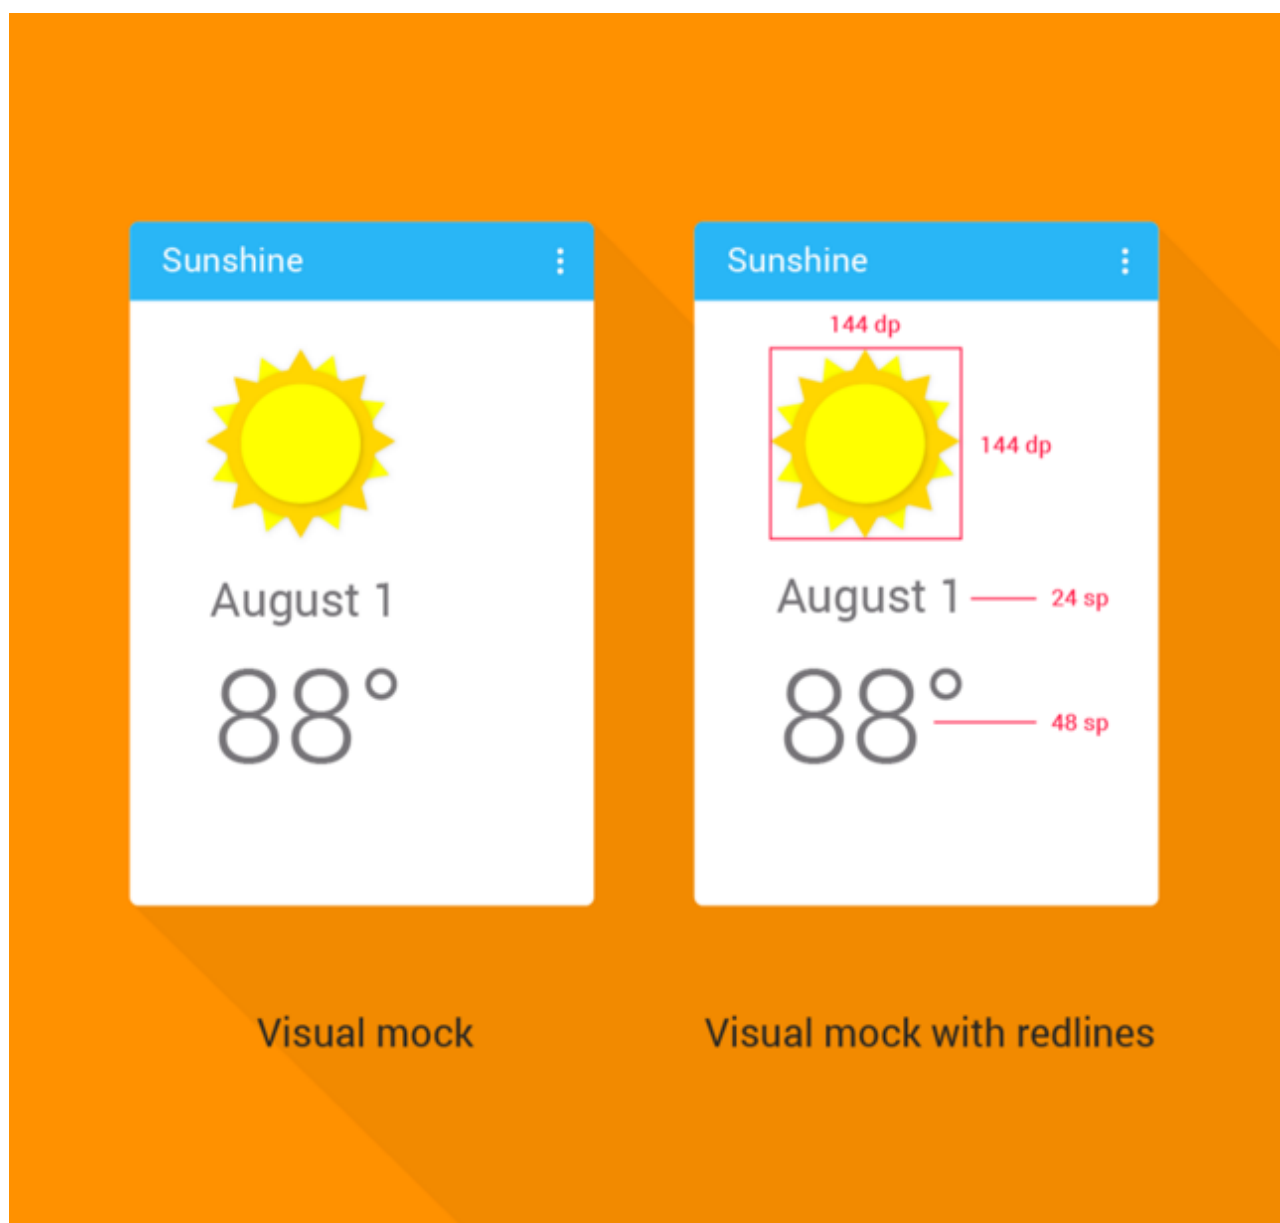 Sunshine
August 1
88°
Visual mock
Sunshine
144 dp
144 dp
August 1
24 sp
88°
48 sp
Visual mock with redlines